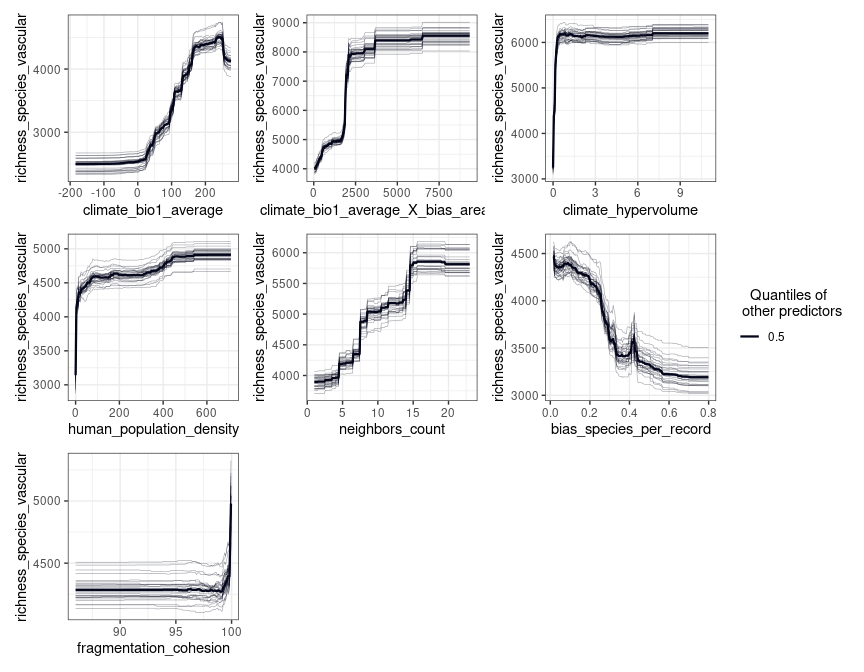 richness_species_vascular
4000
3000
-200 -100 0 100 200
climate_bio1_average
richness_species_vascular
9000
8000
7000
6000
5000
4000
0 2500 5000 7500
climate_bio1_average_X_bias_area
richness_species_vascular
6000
5000
4000
3000
0 3 6 9
climate_hypervolume
richness_species_vascular
5000
4500
4000
3500
3000
0 200 400 600
human_population_density
richness_species_vascular
6000
5500
5000
4500
4000
0 5 10 15 20
neighbors_count
richness_species_vascular
4500
4000
3500
3000
0.0 0.2 0.4 0.6 0.8
bias_species_per_record
Quantiles of
other predictors
0.5
richness_species_vascular
5000
4500
90 95 100
fragmentation_cohesion